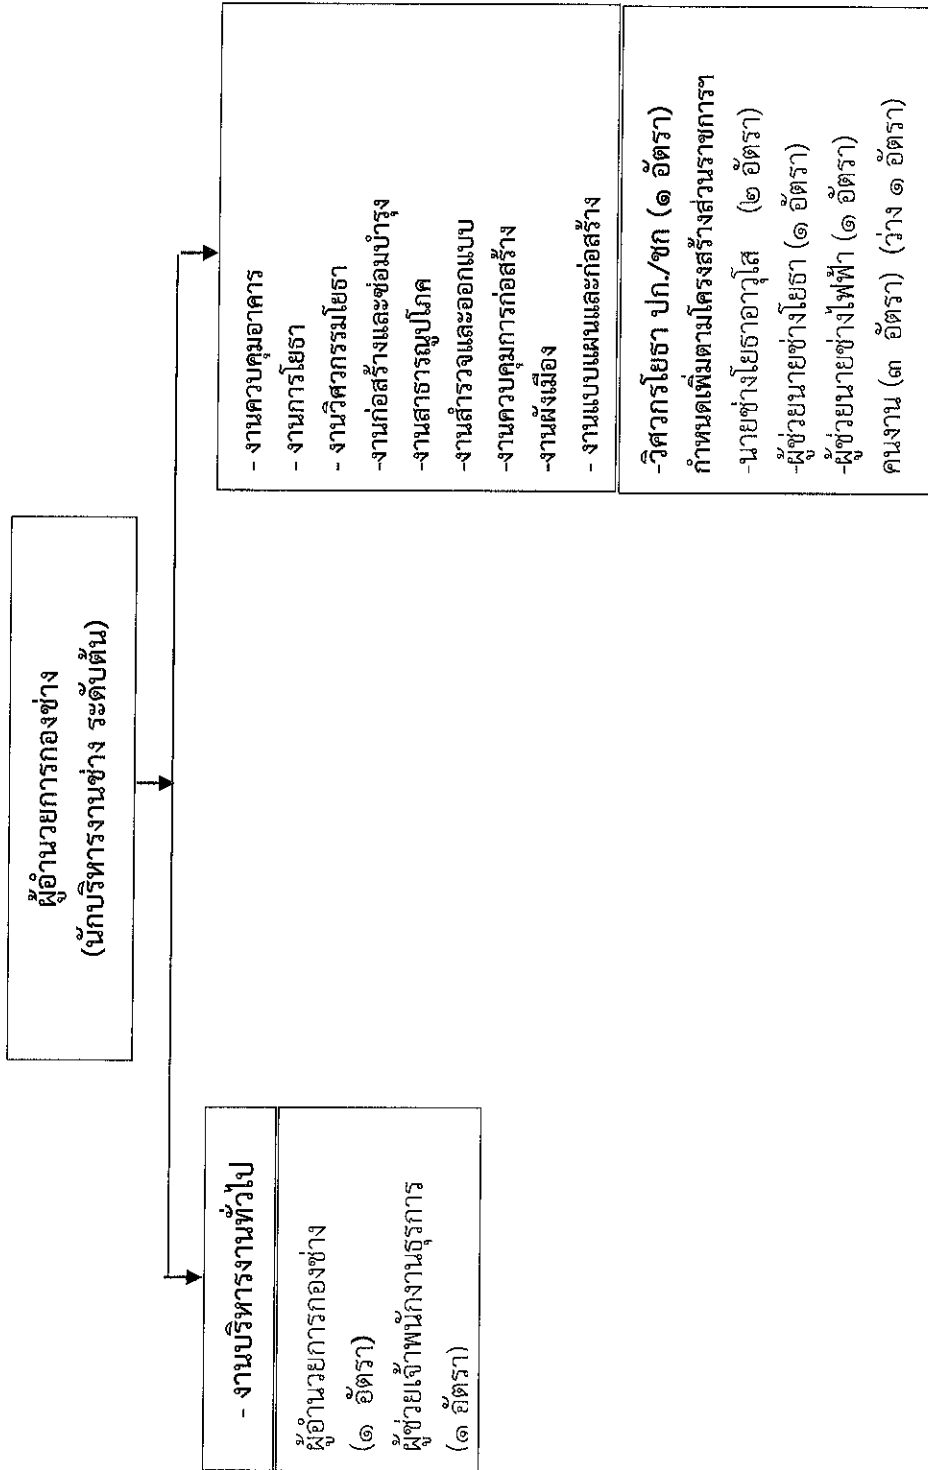 ผู้อำนวยการกองช่าง
(นักบริหารงานช่าง ระดับต้น)
- งานบริหารงานทั่วไป
ผู้อำนวยการกองช่าง
(๑ อัตรา)
ผู้ช่วยเจ้าพนักงานธุรการ
(๑ อัตรา)
- งานควบคุมอาคาร
- งานการโยธา
- งานวิศวกรรมโยธา
-งานก่อสร้างและซ่อมบำรุง
-งานสาธารณูปโภค
-งานสำรวจและออกแบบ
-งานควบคุมการก่อสร้าง
-งานผังเมือง
- งานแบบแผนและก่อสร้าง
-วิศวกรโยธา ปก./ชก (๑ อัตรา)
กำหนดเพิ่มตามโครงสร้างส่วนราชการฯ
-นายช่างโยธาอาวุโส (๒ อัตรา)
-ผู้ช่วยนายช่างโยธา (๑ อัตรา)
-ผู้ช่วยนายช่างไฟฟ้า (๑ อัตรา)
คนงาน (๓ อัตรา) (ว่าง ๑ อัตรา)